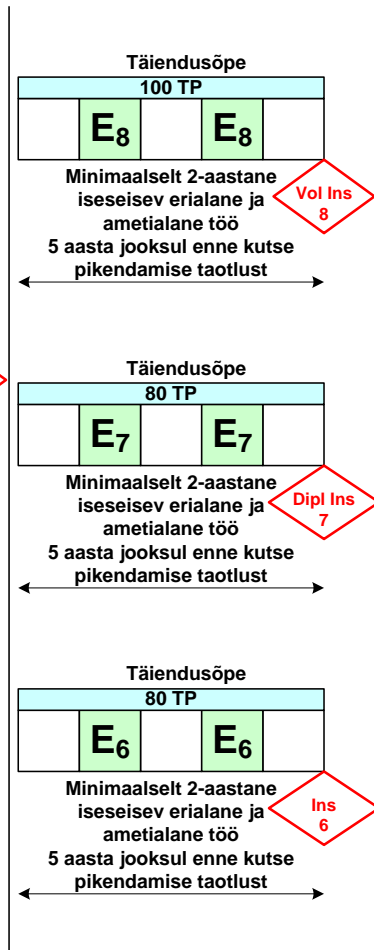 Täiendusõpe
100 TP
E8 E8
Minimaalselt 2-aastane
iseseisev erialane ja
ametialane töö
5 aasta jooksul enne kutse
pikendamise taotlust
Vol Ins
8
Täiendusõpe
80 TP
E7 E7
Minimaalselt 2-aastane
iseseisev erialane ja
ametialane töö
5 aasta jooksul enne kutse
pikendamise taotlust
Dipl Ins
7
Täiendusõpe
80 TP
E6 E6
Minimaalselt 2-aastane
iseseisev erialane ja
ametialane töö
5 aasta jooksul enne kutse
pikendamise taotlust
Ins
6